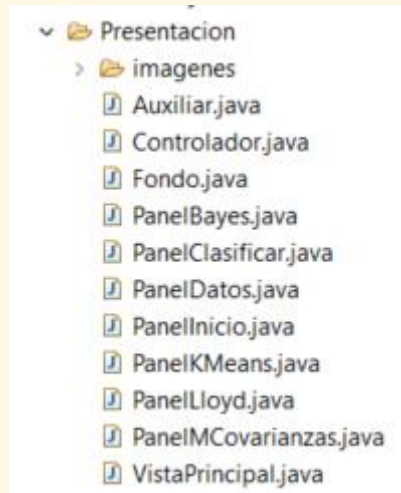 Presentacion
imagenes
Auxiliar.java
Controlador.java
Fondo.java
PanelBayes.java
PanelClasificar.java
PanelDatos.java
PanelInicio.java
PanelKMeans.java
PanelLloyd.java
PanelMCovarianzas.java
VistaPrincipal.java